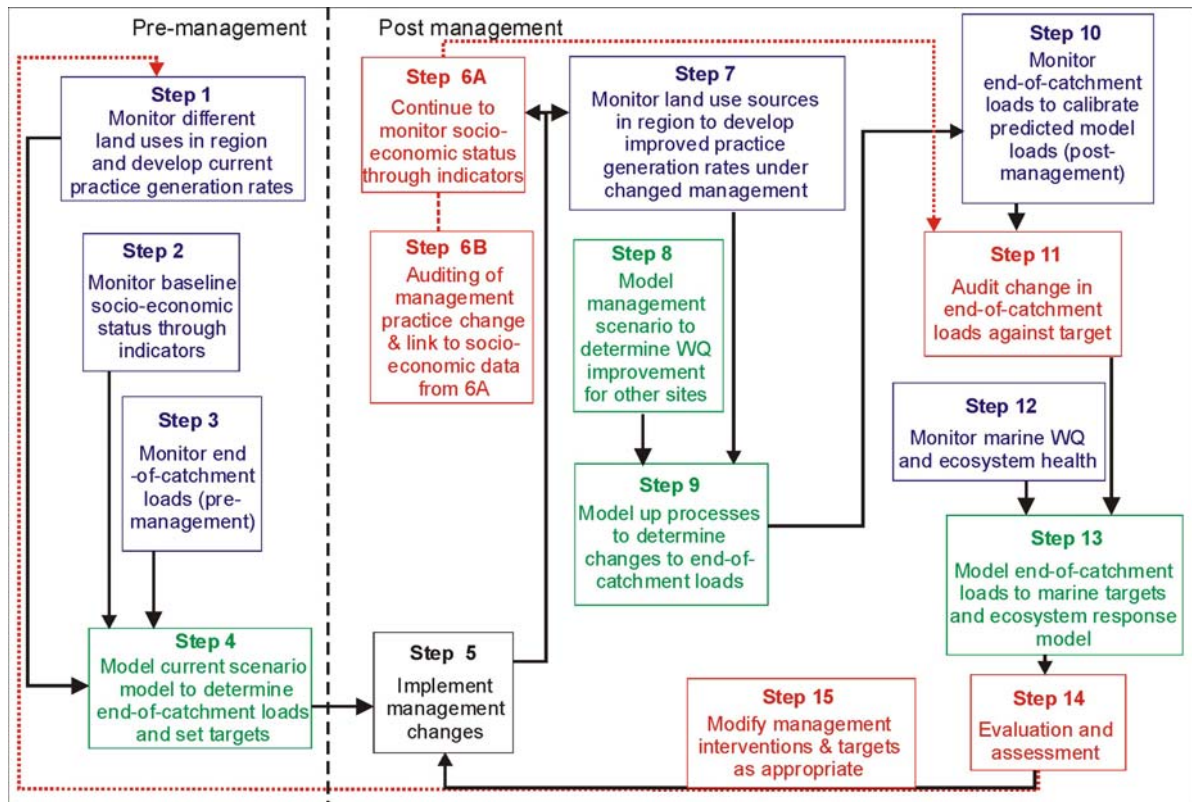 Pre-management
Post management
Step 1
Monitor different
land uses in region
and develop current
practice generation rates
Step 2
Monitor baseline
socio-economic
status through
indicators
Step 3
Monitor end
-of-catchment
loads (pre-
management)
Step 4
Model current scenario
model to determine
end-of-catchment loads
and set targets
Step 5
Implement
management
changes
Step 6A
Continue to
monitor socio-
economic status
through indicators
Step 6B
Auditing of
management
practice change
& link to socio-
economic data
from 6A
Step 7
Monitor land use sources
in region to develop
improved practice
generation rates under
changed management
Step 8
Model
management
scenario to
determine WQ
improvement
for other sites
Step 9
Model up processes
to determine
changes to end-of-
catchment loads
Step 10
Monitor
end-of-catchment
loads to calibrate
predicted model
loads (post-
management)
Step 11
Audit change in
end-of-catchment
loads against target
Step 12
Monitor marine WQ
and ecosystem health
Step 13
Model end-of-catchment
loads to marine targets
and ecosystem response
model
Step 14
Evaluation and
assessment
Step 15
Modify management
interventions & targets
as appropriate